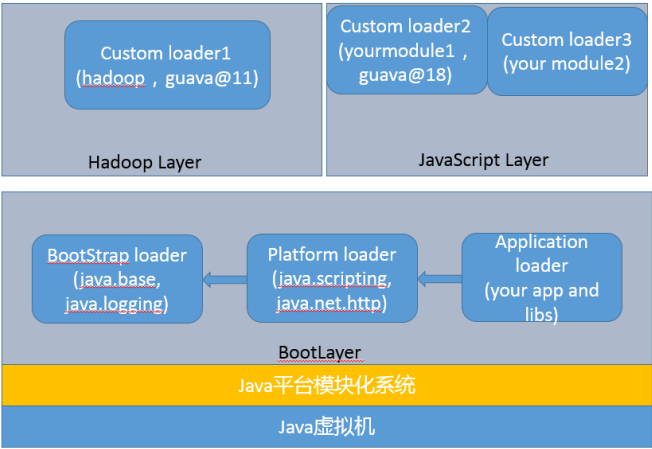 Custom loader1
(hadoop，guava@11)
Hadoop Layer
Custom loader2
(yourmodule1，
guava@18)
Custom loader3
(your module2)
JavaScript Layer
BootStrap loader
(java.base,
java.logging)
Platform loader
(java.scripting,
java.net.http)
Application
loader
(your app and
libs)
BootLayer
Java平台模块化系统
Java虚拟机